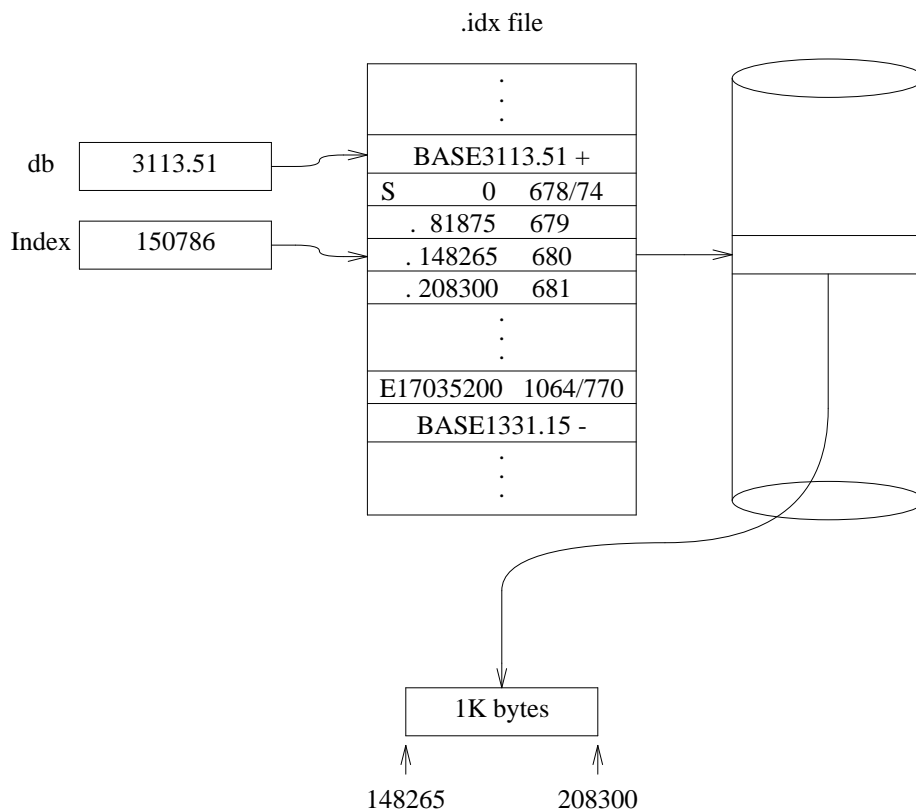 .idx file
.
.
.
db
3113.51
BASE3113.51 +
S 0 678/74
. 81875 679
Index
150786
. 148265 680
. 208300 681
.
.
.
E17035200 1064/770
BASE1331.15 -
.
.
.
1K bytes
148265 208300